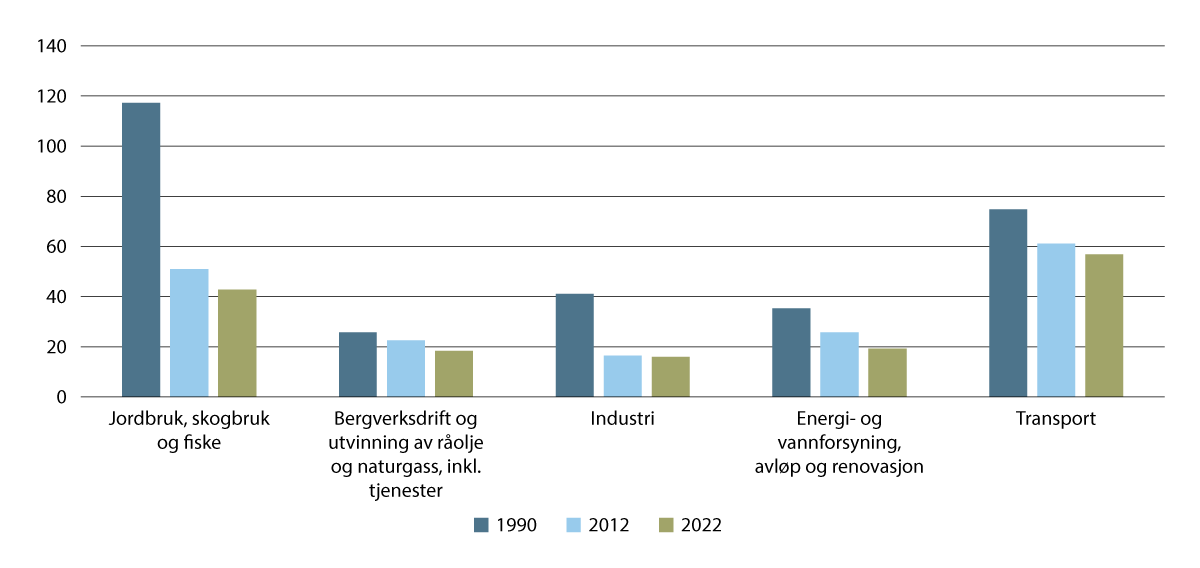 140
120
100
80
60
40
20
0
Jordbruk, skogbruk
og fiske
Bergverksdrift og
utvinning av råolje
og naturgass, inkl.
tjenester
Industri
Energi- og
vannforsyning,
avløp og renovasjon
Transport
1990 2012 2022